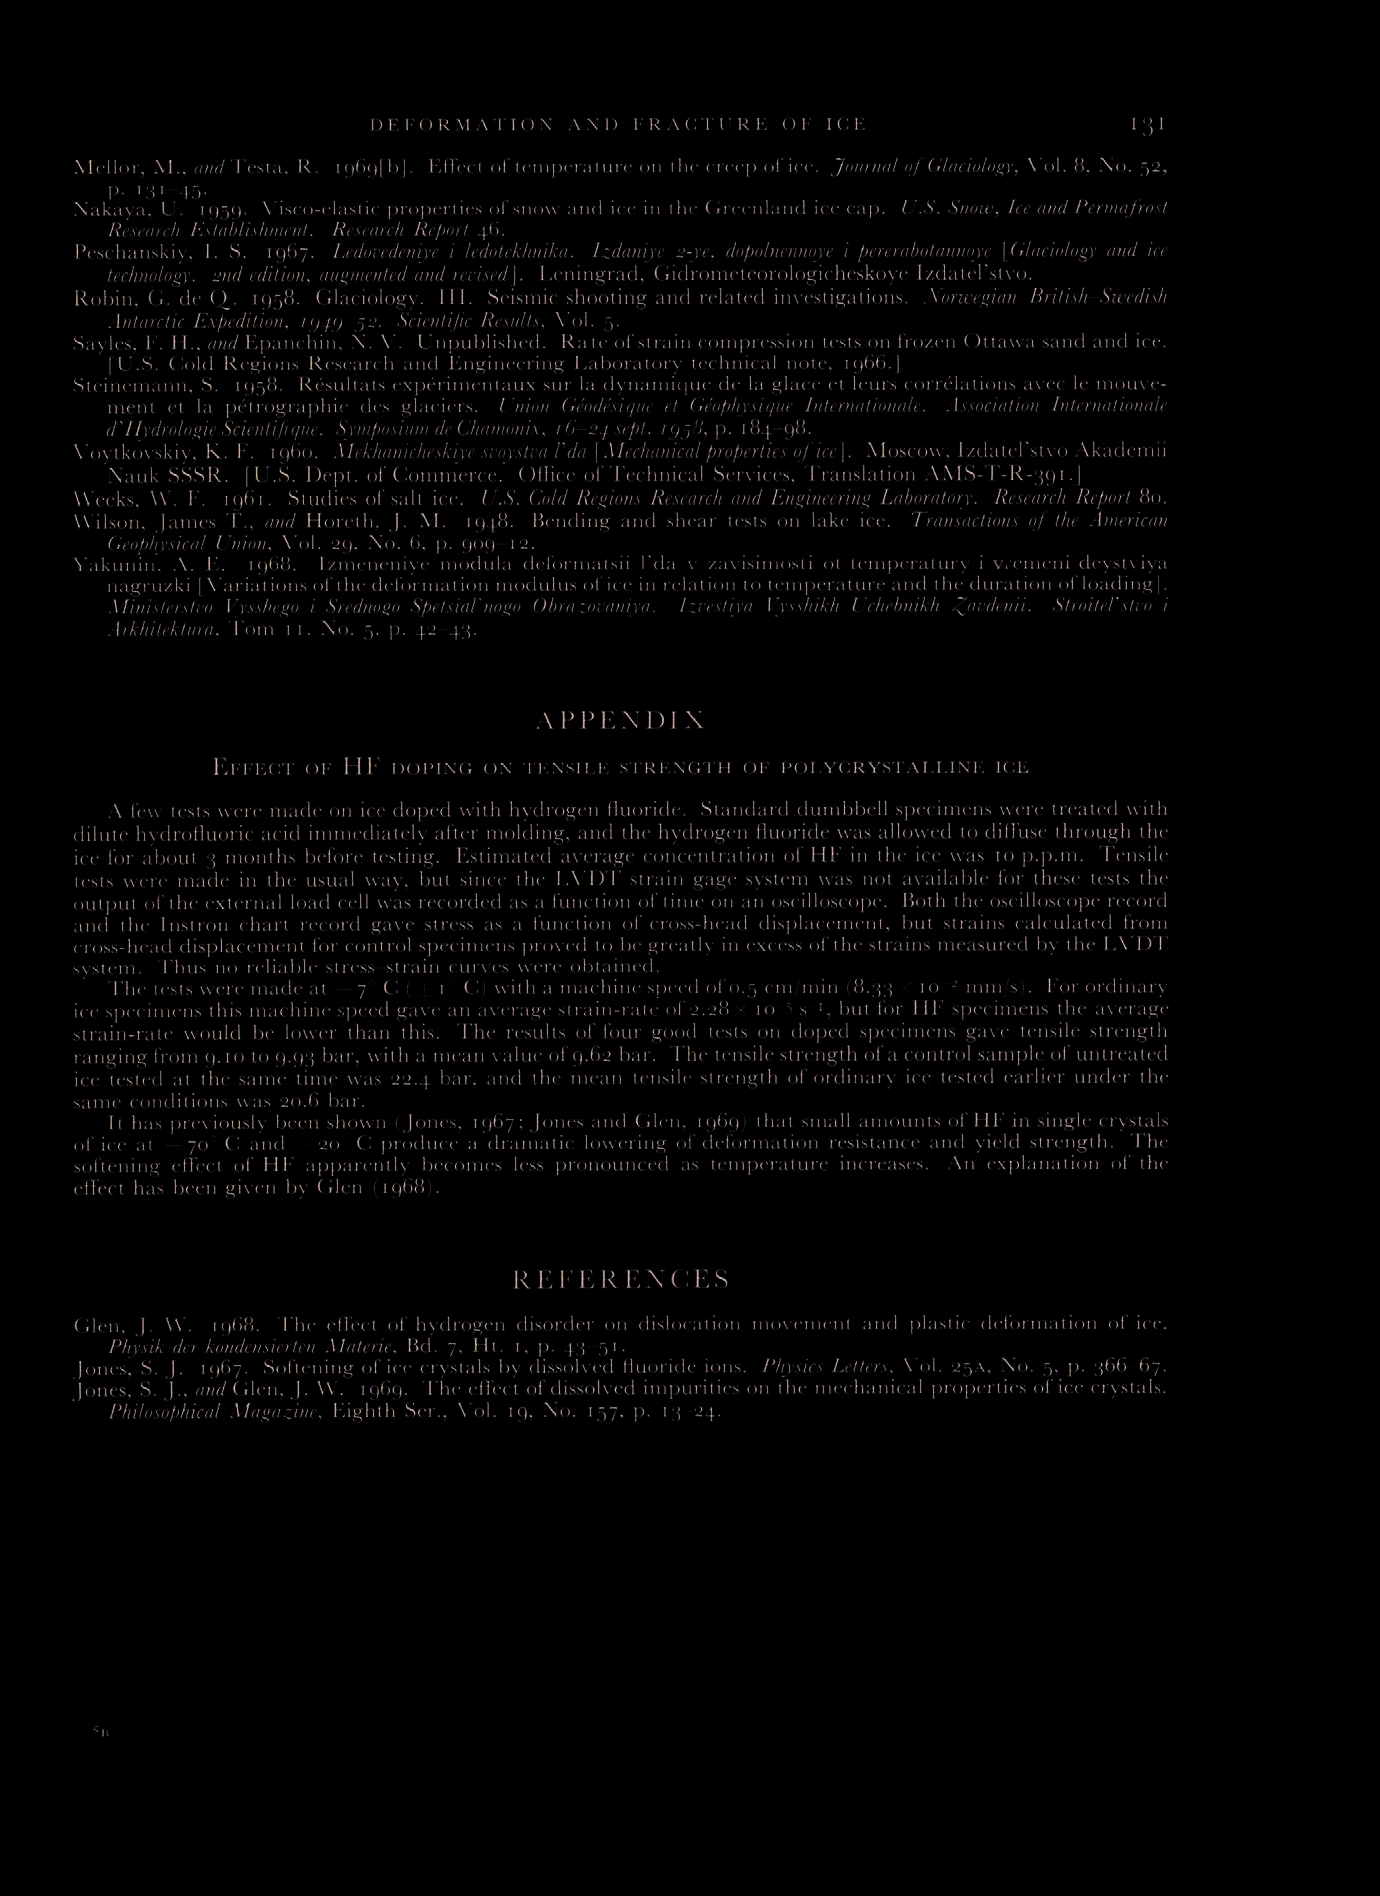 DEFORMATION AND FRACTURE OF ICE 131
Mellor, M., and Testa, R. 1969[b]. Effect of temperature on the creep of ice. Journal of Glaciology, Vol. 8, No. 52,
p. 131–45.
Nakaya, U. 1959. Visco-elastic properties of snow and ice in the Greenland ice cap. U.S. Snow, Ice and Permafrost
Research Establishment. Research Report 46.
Peschanskiy, I. S. 1967. Ledovedeniye i ledotekhnika. Izdaniye 2-ye, dopolnennoye i pererabotannoye [Glaciology and ice
technology. 2nd edition, augmented and revised]. Leningrad, Gidrometeorologicheskoye Izdatel'stvo.
Robin, G. de Q. 1958. Glaciology. III. Seismic shooting and related investigations. Norwegian–British–Swedish
Antarctic Expedition, 1949–52. Scientific Results, Vol. 5.
Sayles, F. H., and Epanchin, N. V. Unpublished. Rate of strain compression tests on frozen Ottawa sand and ice.
[U.S. Cold Regions Research and Engineering Laboratory technical note, 1966.]
Steinemann, S. 1958. Résultats expérimentaux sur la dynamique de la glace et leurs corrélations avec le mouve-
ment et la pétrographie des glaciers. Union Géodésique et Géophysique Internationale. Association Internationale
d'Hydrologie Scientifique. Symposium de Chamonix, 16–24 sept. 1958, p. 184–98.
Voytkovskiy, K. F. 1960. Mekhanicheskiye svoystva l'da [Mechanical properties of ice]. Moscow, Izdatel'stvo Akademii
Nauk SSSR. [U.S. Dept. of Commerce. Office of Technical Services, Translation AMS-T-R-391.]
Weeks, W. F. 1961. Studies of salt ice. U.S. Cold Regions Research and Engineering Laboratory. Research Report 80.
Wilson, James T., and Horeth, J. M. 1948. Bending and shear tests on lake ice. Transactions of the American
Geophysical Union, Vol. 29, No. 6, p. 909–12.
Yakunin, A. E. 1968. Izmeneniye modula deformatsii l'da v zavisimosti ot temperatury i vremeni deystviya
nagruzki [Variations of the deformation modulus of ice in relation to temperature and the duration of loading].
Ministerstvo Vysshego i Srednogo Spetsial'nogo Obrazovaniya. Izvestiya Vysshikh Uchebnikh Zavdenii. Stroitel'stvo i
Arkhitektura, Tom 11, No. 5, p. 42–43.
APPENDIX
EFFECT OF HF DOPING ON TENSILE STRENGTH OF POLYCRYSTALLINE ICE
A few tests were made on ice doped with hydrogen fluoride. Standard dumbbell specimens were treated with
dilute hydrofluoric acid immediately after molding, and the hydrogen fluoride was allowed to diffuse through the
ice for about 3 months before testing. Estimated average concentration of HF in the ice was 10 p.p.m. Tensile
tests were made in the usual way, but since the LVDT strain gage system was not available for these tests the
output of the external load cell was recorded as a function of time on an oscilloscope. Both the oscilloscope record
and the Instron chart record gave stress as a function of cross-head displacement, but strains calculated from
cross-head displacement for control specimens proved to be greatly in excess of the strains measured by the LVDT
system. Thus no reliable stress–strain curves were obtained.
The tests were made at −7° C (±1° C) with a machine speed of 0.5 cm/min (8.33 × 10⁻² mm/s). For ordinary
ice specimens this machine speed gave an average strain-rate of 2.28 × 10⁻⁵ s⁻¹, but for HF specimens the average
strain-rate would be lower than this. The results of four good tests on doped specimens gave tensile strength
ranging from 9.10 to 9.93 bar, with a mean value of 9.62 bar. The tensile strength of a control sample of untreated
ice tested at the same time was 22.4 bar, and the mean tensile strength of ordinary ice tested earlier under the
same conditions was 20.6 bar.
It has previously been shown (Jones, 1967; Jones and Glen, 1969) that small amounts of HF in single crystals
of ice at −70° C and −20° C produce a dramatic lowering of deformation resistance and yield strength. The
softening effect of HF apparently becomes less pronounced as temperature increases. An explanation of the
effect has been given by Glen (1968).
REFERENCES
Glen, J. W. 1968. The effect of hydrogen disorder on dislocation movement and plastic deformation of ice.
Physik der kondensierten Materie, Bd. 7, Ht. 1, p. 43–51.
Jones, S. J. 1967. Softening of ice crystals by dissolved fluoride ions. Physics Letters, Vol. 25A, No. 5, p. 366–67.
Jones, S. J., and Glen, J. W. 1969. The effect of dissolved impurities on the mechanical properties of ice crystals.
Philosophical Magazine, Eighth Ser., Vol. 19, No. 157, p. 13–24.